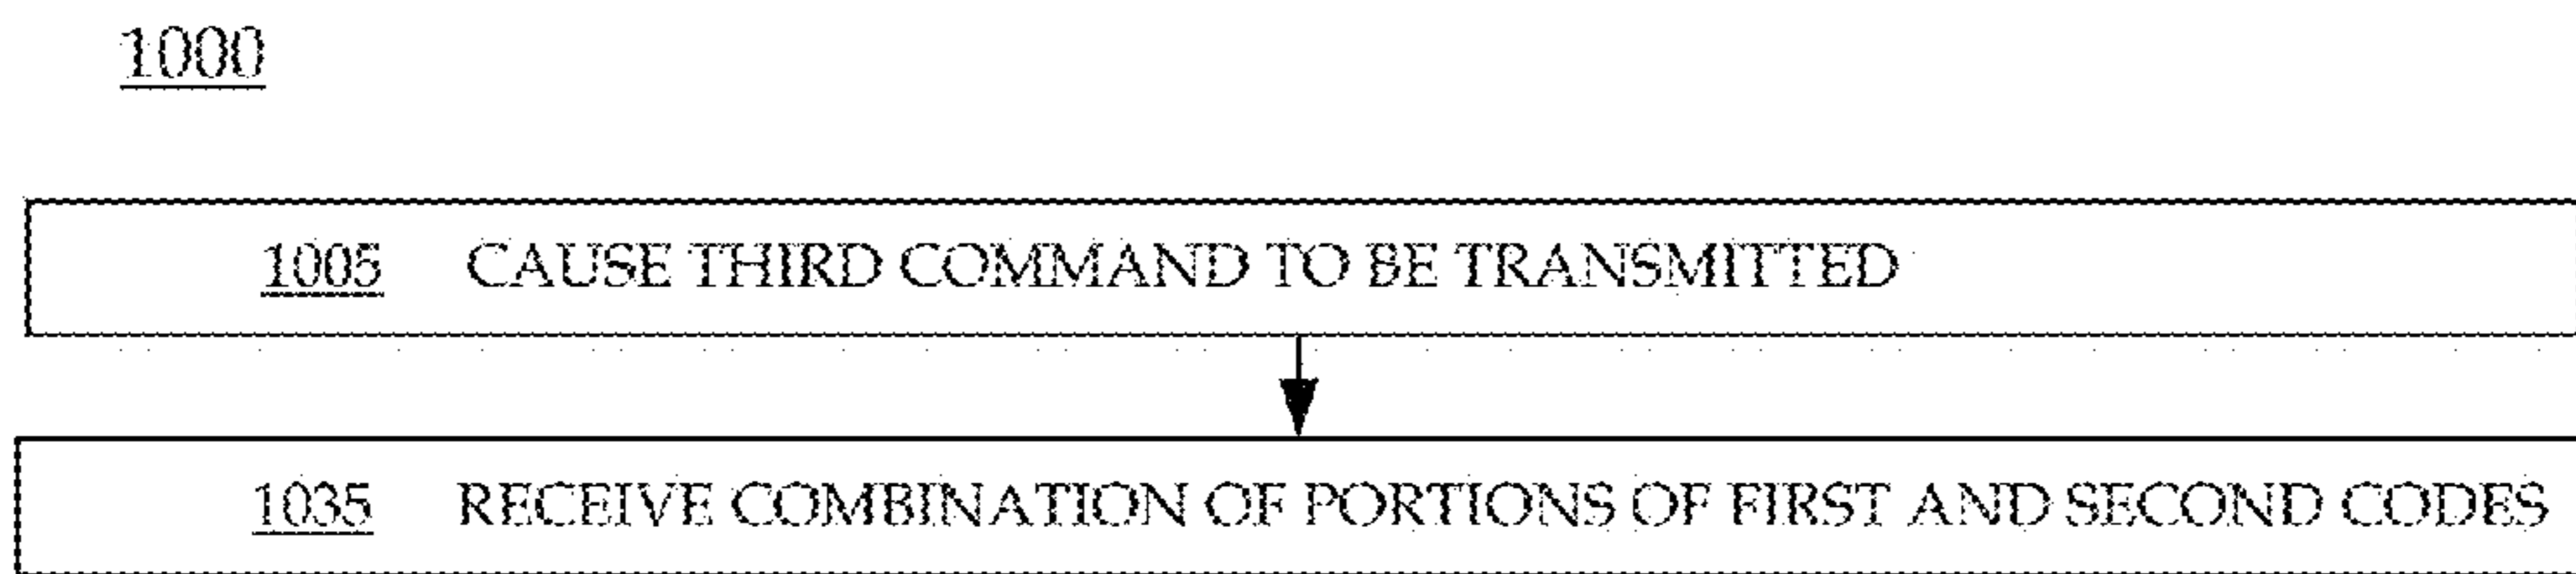 1000
1005 CAUSE THIRD COMMAND TO BE TRANSMITTED
1035 RECEIVE COMBINATION OF PORTIONS OF FIRST AND SECOND CODES